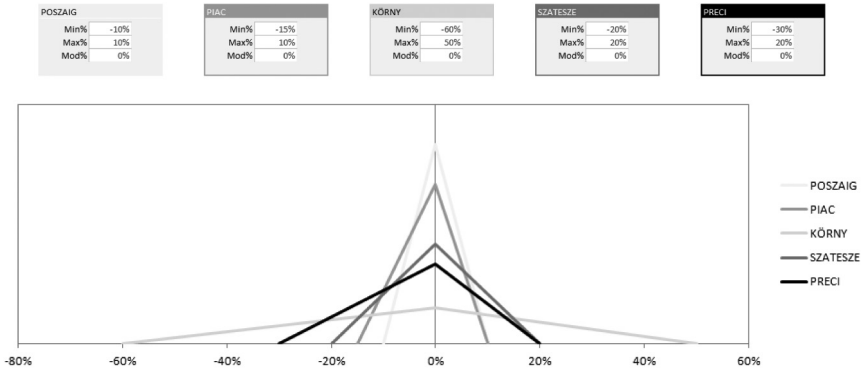 POSZAIG
Min% -10%
Max% 10%
Mod% 0%
PIAC
Min% -15%
Max% 10%
Mod% 0%
KÖRNY
Min% -60%
Max% 50%
Mod% 0%
SZATESZE
Min% -20%
Max% 20%
Mod% 0%
PRECI
Min% -30%
Max% 20%
Mod% 0%
POSZAIG
PIAC
KÖRNY
SZATESZE
PRECI
-80% -60% -40% -20% 0% 20% 40% 60%